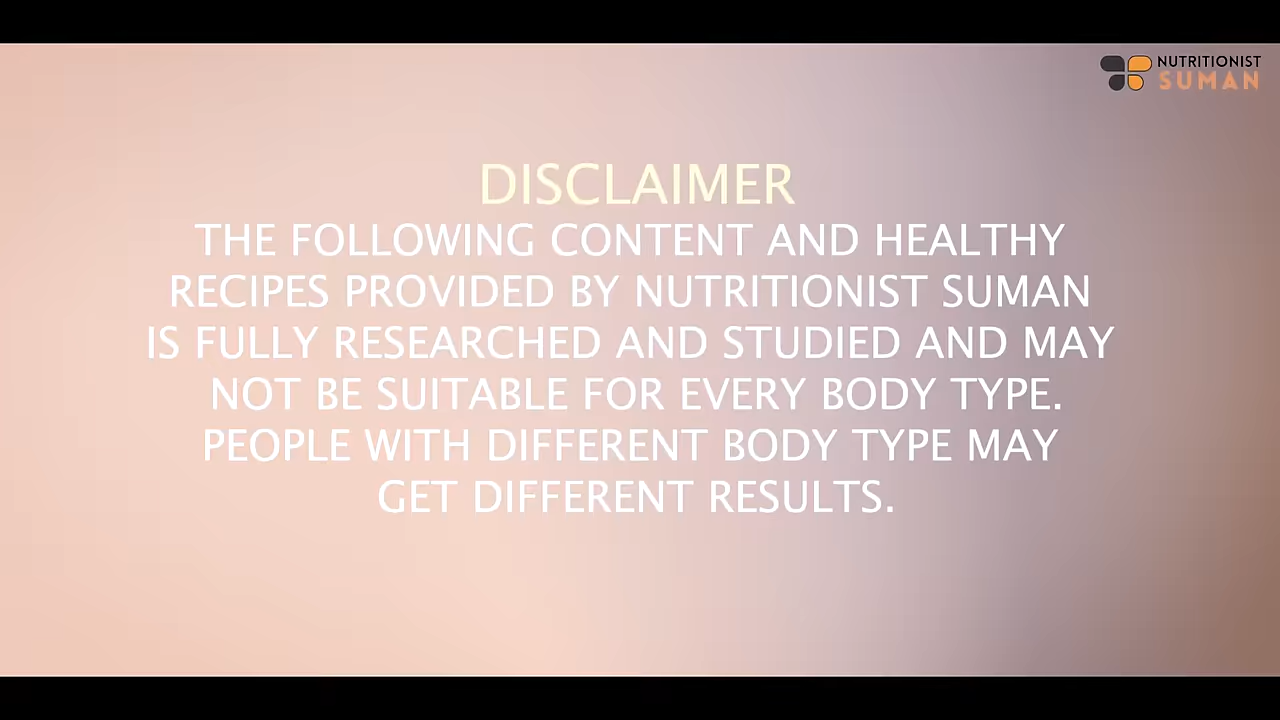 NUTRITIONIST
SUMAN
DISCLAIMER
THE FOLLOWING CONTENT AND HEALTHY
RECIPES PROVIDED BY NUTRITIONIST SUMAN
IS FULLY RESEARCHED AND STUDIED AND MAY
NOT BE SUITABLE FOR EVERY BODY TYPE.
PEOPLE WITH DIFFERENT BODY TYPE MAY
GET DIFFERENT RESULTS.